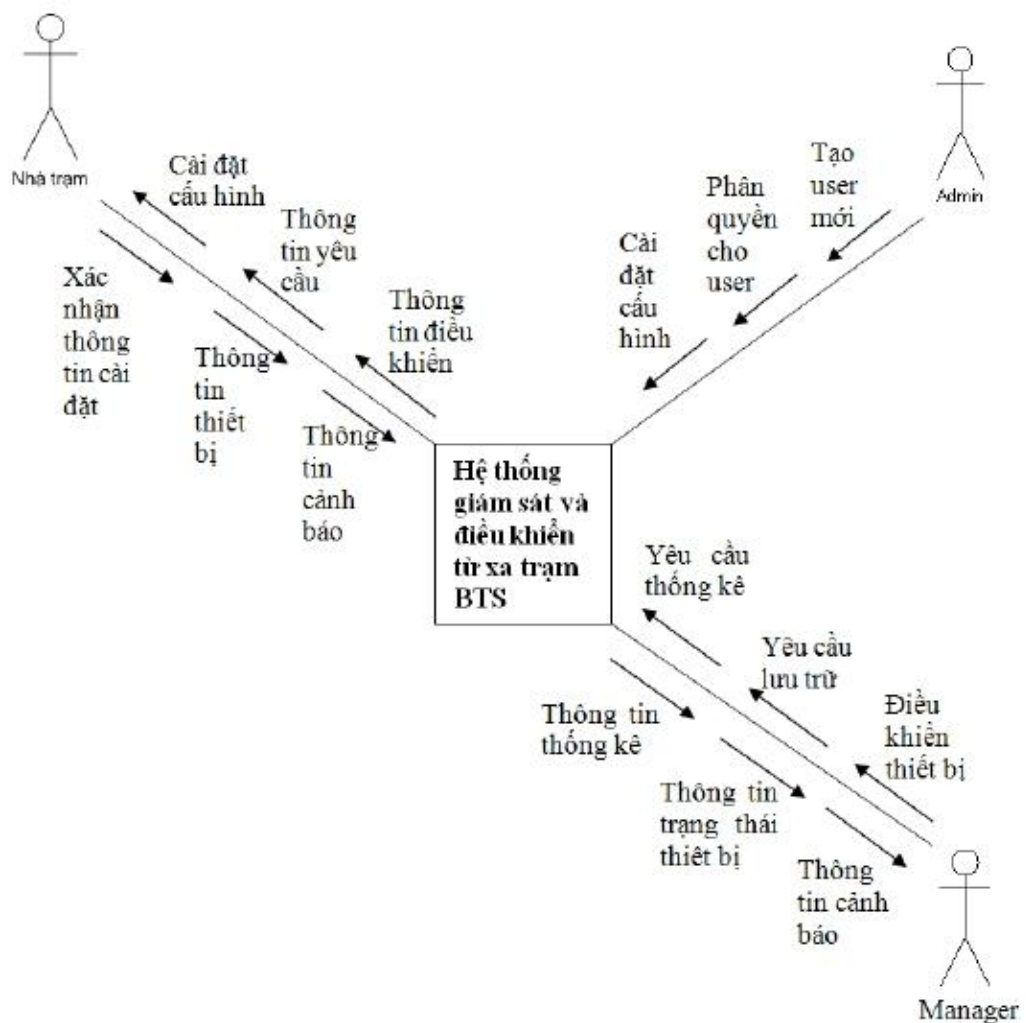 Nhà trạm
Admin
Cài đặt
cấu hình
Thông
tin yêu
cầu
Thông
tin điều
khiển
Xác
nhận
thông
tin cài
đặt
Thông
tin
thiết
bị
Thông
tin
cảnh
báo
Tạo
user
mới
Phân
quyền
cho
user
Cài
đặt
cấu
hình
Hệ thống
giám sát và
điều khiển
từ xa trạm
BTS
Yêu cầu
thống kê
Yêu cầu
lưu trữ
Điều
khiển
thiết bị
Thông tin
thống kê
Thông tin
trạng thái
thiêt bị
Thông
tin cảnh
báo
Manager